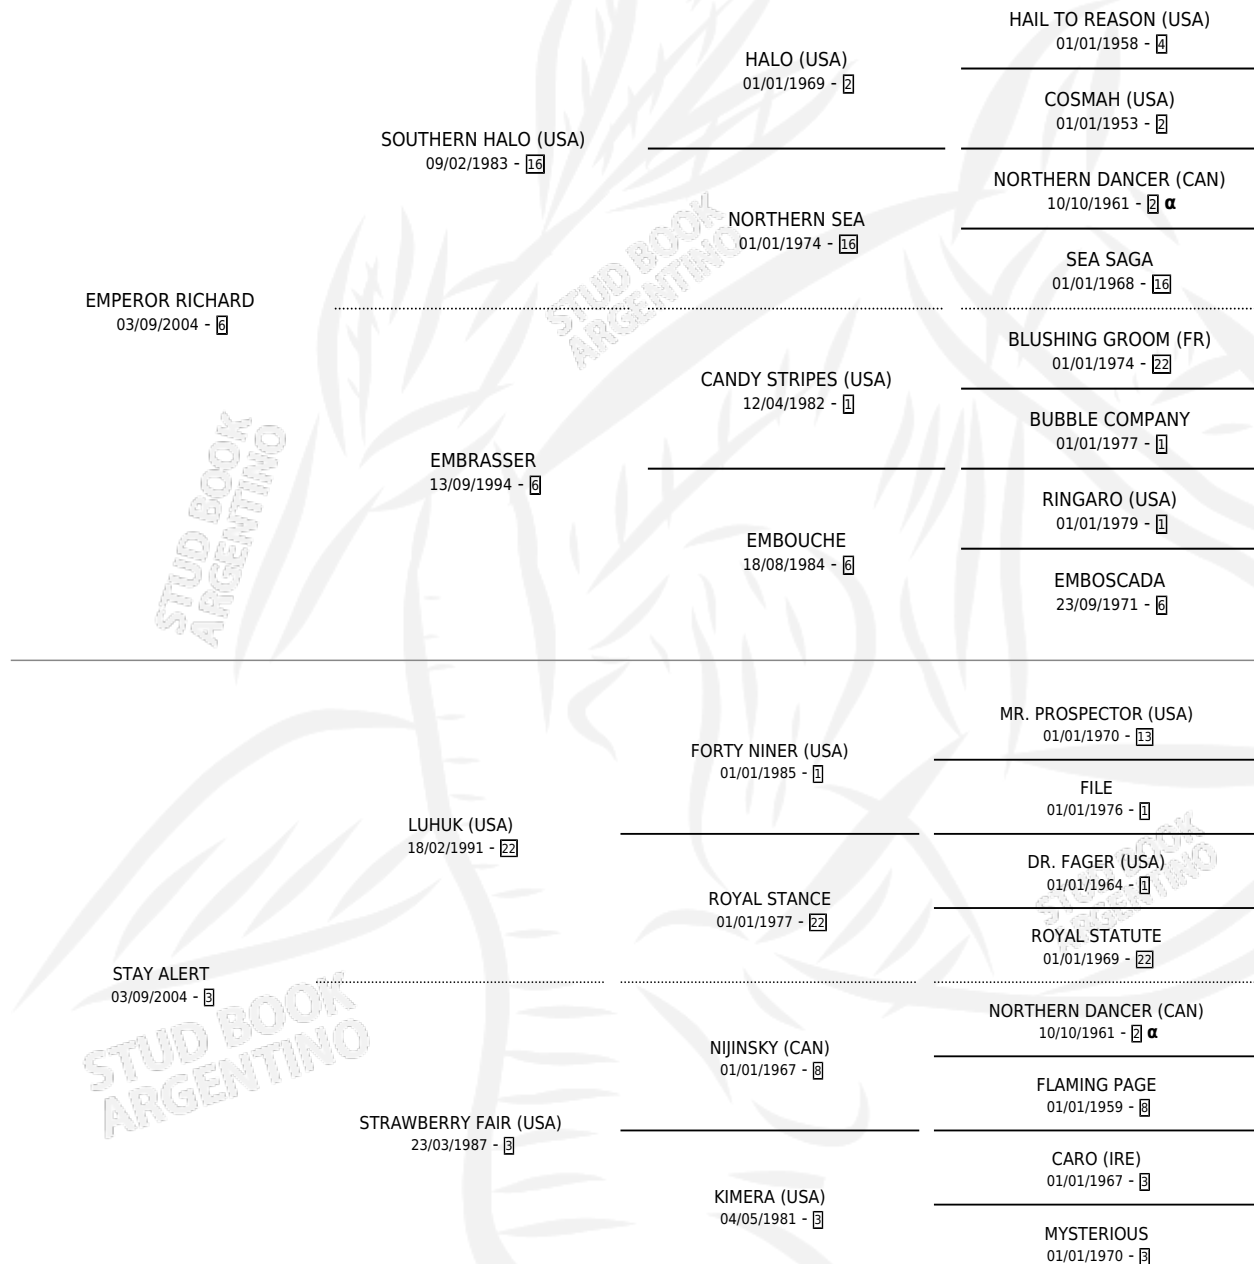 HAIL TO REASON (USA)
01/01/1958 - 4
HALO (USA)
01/01/1969 - 2
COSMAH (USA)
01/01/1953 - 2
SOUTHERN HALO (USA)
09/02/1983 - 16
NORTHERN DANCER (CAN)
10/10/1961 - 2 α
NORTHERN SEA
01/01/1974 - 16
SEA SAGA
01/01/1968 - 16
STUD BOOK
ARGENTINO
EMPEROR RICHARD
03/09/2004 - 6
BLUSHING GROOM (FR)
01/01/1974 - 22
CANDY STRIPES (USA)
12/04/1982 - 1
BUBBLE COMPANY
01/01/1977 - 1
EMBRASSER
13/09/1994 - 6
RINGARO (USA)
01/01/1979 - 1
EMBOUCHE
18/08/1984 - 6
EMBOSCADA
23/09/1971 - 6
STUD BOOK
ARGENTINO
MR. PROSPECTOR (USA)
01/01/1970 - 13
FORTY NINER (USA)
01/01/1985 - 1
FILE
01/01/1976 - 1
LUHUK (USA)
18/02/1991 - 22
DR. FAGER (USA)
01/01/1964 - 1
ROYAL STANCE
01/01/1977 - 22
ROYAL STATUTE
01/01/1969 - 22
STUD BOOK
ARGENTINO
STAY ALERT
03/09/2004 - 3
NORTHERN DANCER (CAN)
10/10/1961 - 2 α
NIJINSKY (CAN)
01/01/1967 - 8
FLAMING PAGE
01/01/1959 - 8
STUD BOOK
ARGENTINO
STRAWBERRY FAIR (USA)
23/03/1987 - 3
CARO (IRE)
01/01/1967 - 3
KIMERA (USA)
04/05/1981 - 3
MYSTERIOUS
01/01/1970 - 3